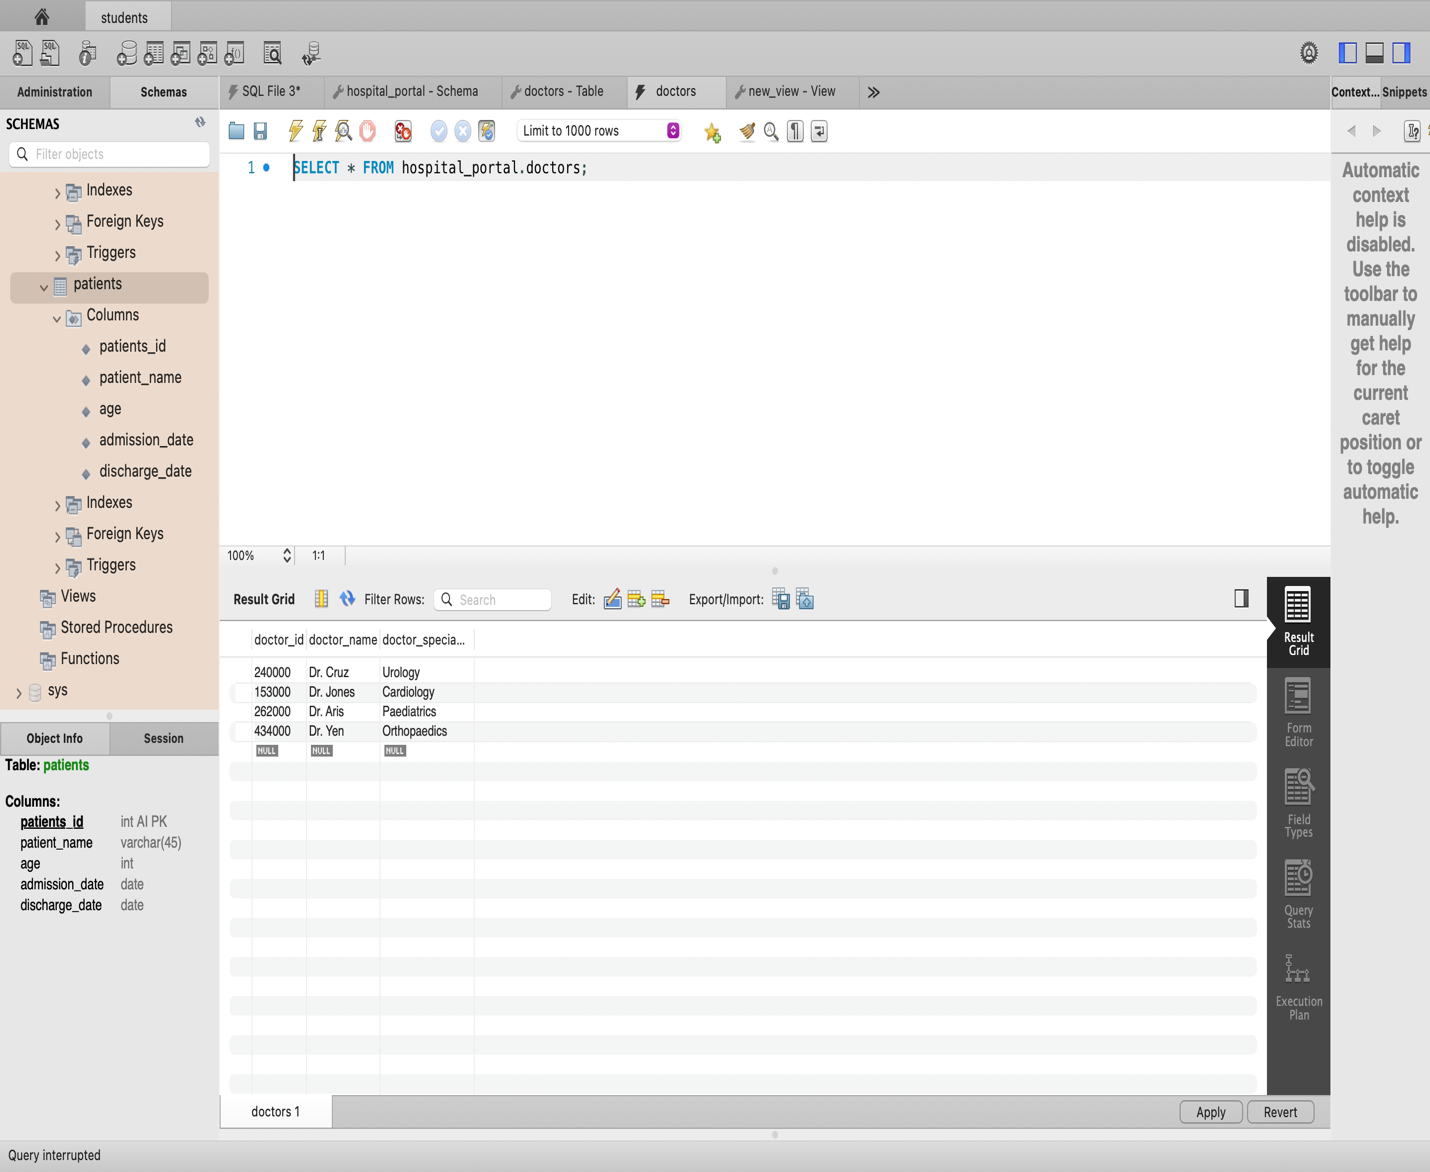 students
Administration
Schemas
SQL File 3*
hospital_portal - Schema
doctors - Table
doctors
new_view - View
Context...
Snippets
SCHEMAS
Filter objects
Limit to 1000 rows
1
SELECT * FROM hospital_portal.doctors;
Indexes
Foreign Keys
Triggers
patients
Columns
patients_id
patient_name
age
admission_date
discharge_date
Indexes
Foreign Keys
Triggers
Views
Stored Procedures
Functions
sys
Automatic
context
help is
disabled.
Use the
toolbar to
manually
get help
for the
current
caret
position or
to toggle
automatic
help.
100%
1:1
Result Grid
Filter Rows:
Search
Edit:
Export/Import:
doctor_id doctor_name doctor_specia...
240000 Dr. Cruz Urology
153000 Dr. Jones Cardiology
262000 Dr. Aris Paediatrics
434000 Dr. Yen Orthopaedics
NULL NULL NULL
Result
Grid
Form
Editor
Field
Types
Query
Stats
Execution
Plan
Object Info
Session
Table: patients
Columns:
patients_id int AI PK
patient_name varchar(45)
age int
admission_date date
discharge_date date
doctors 1
Apply
Revert
Query interrupted